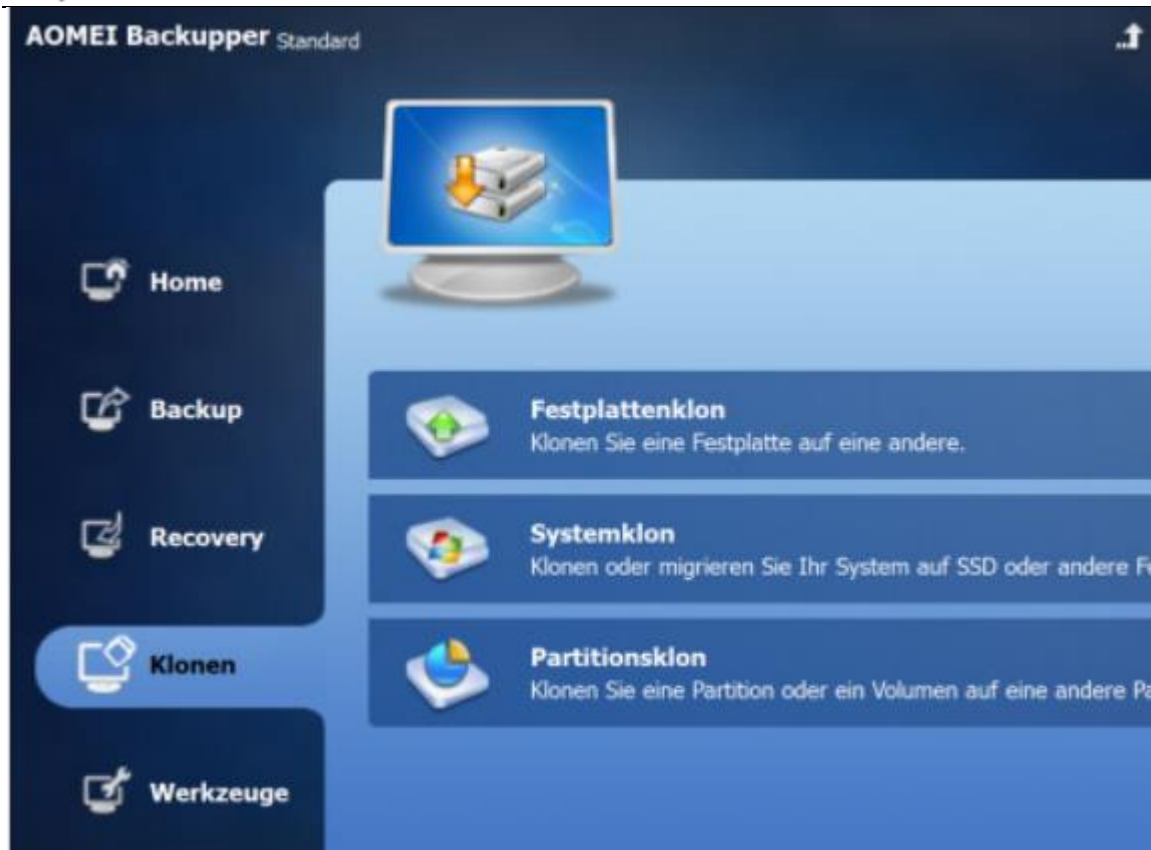 AOMEI Backupper Standard
Home
Backup
Recovery
Klonen
Werkzeuge
Festplattenklon
Klonen Sie eine Festplatte auf eine andere.
Systemklon
Klonen oder migrieren Sie Ihr System auf SSD oder andere
Partitionsklon
Klonen Sie eine Partition oder ein Volumen auf eine andere